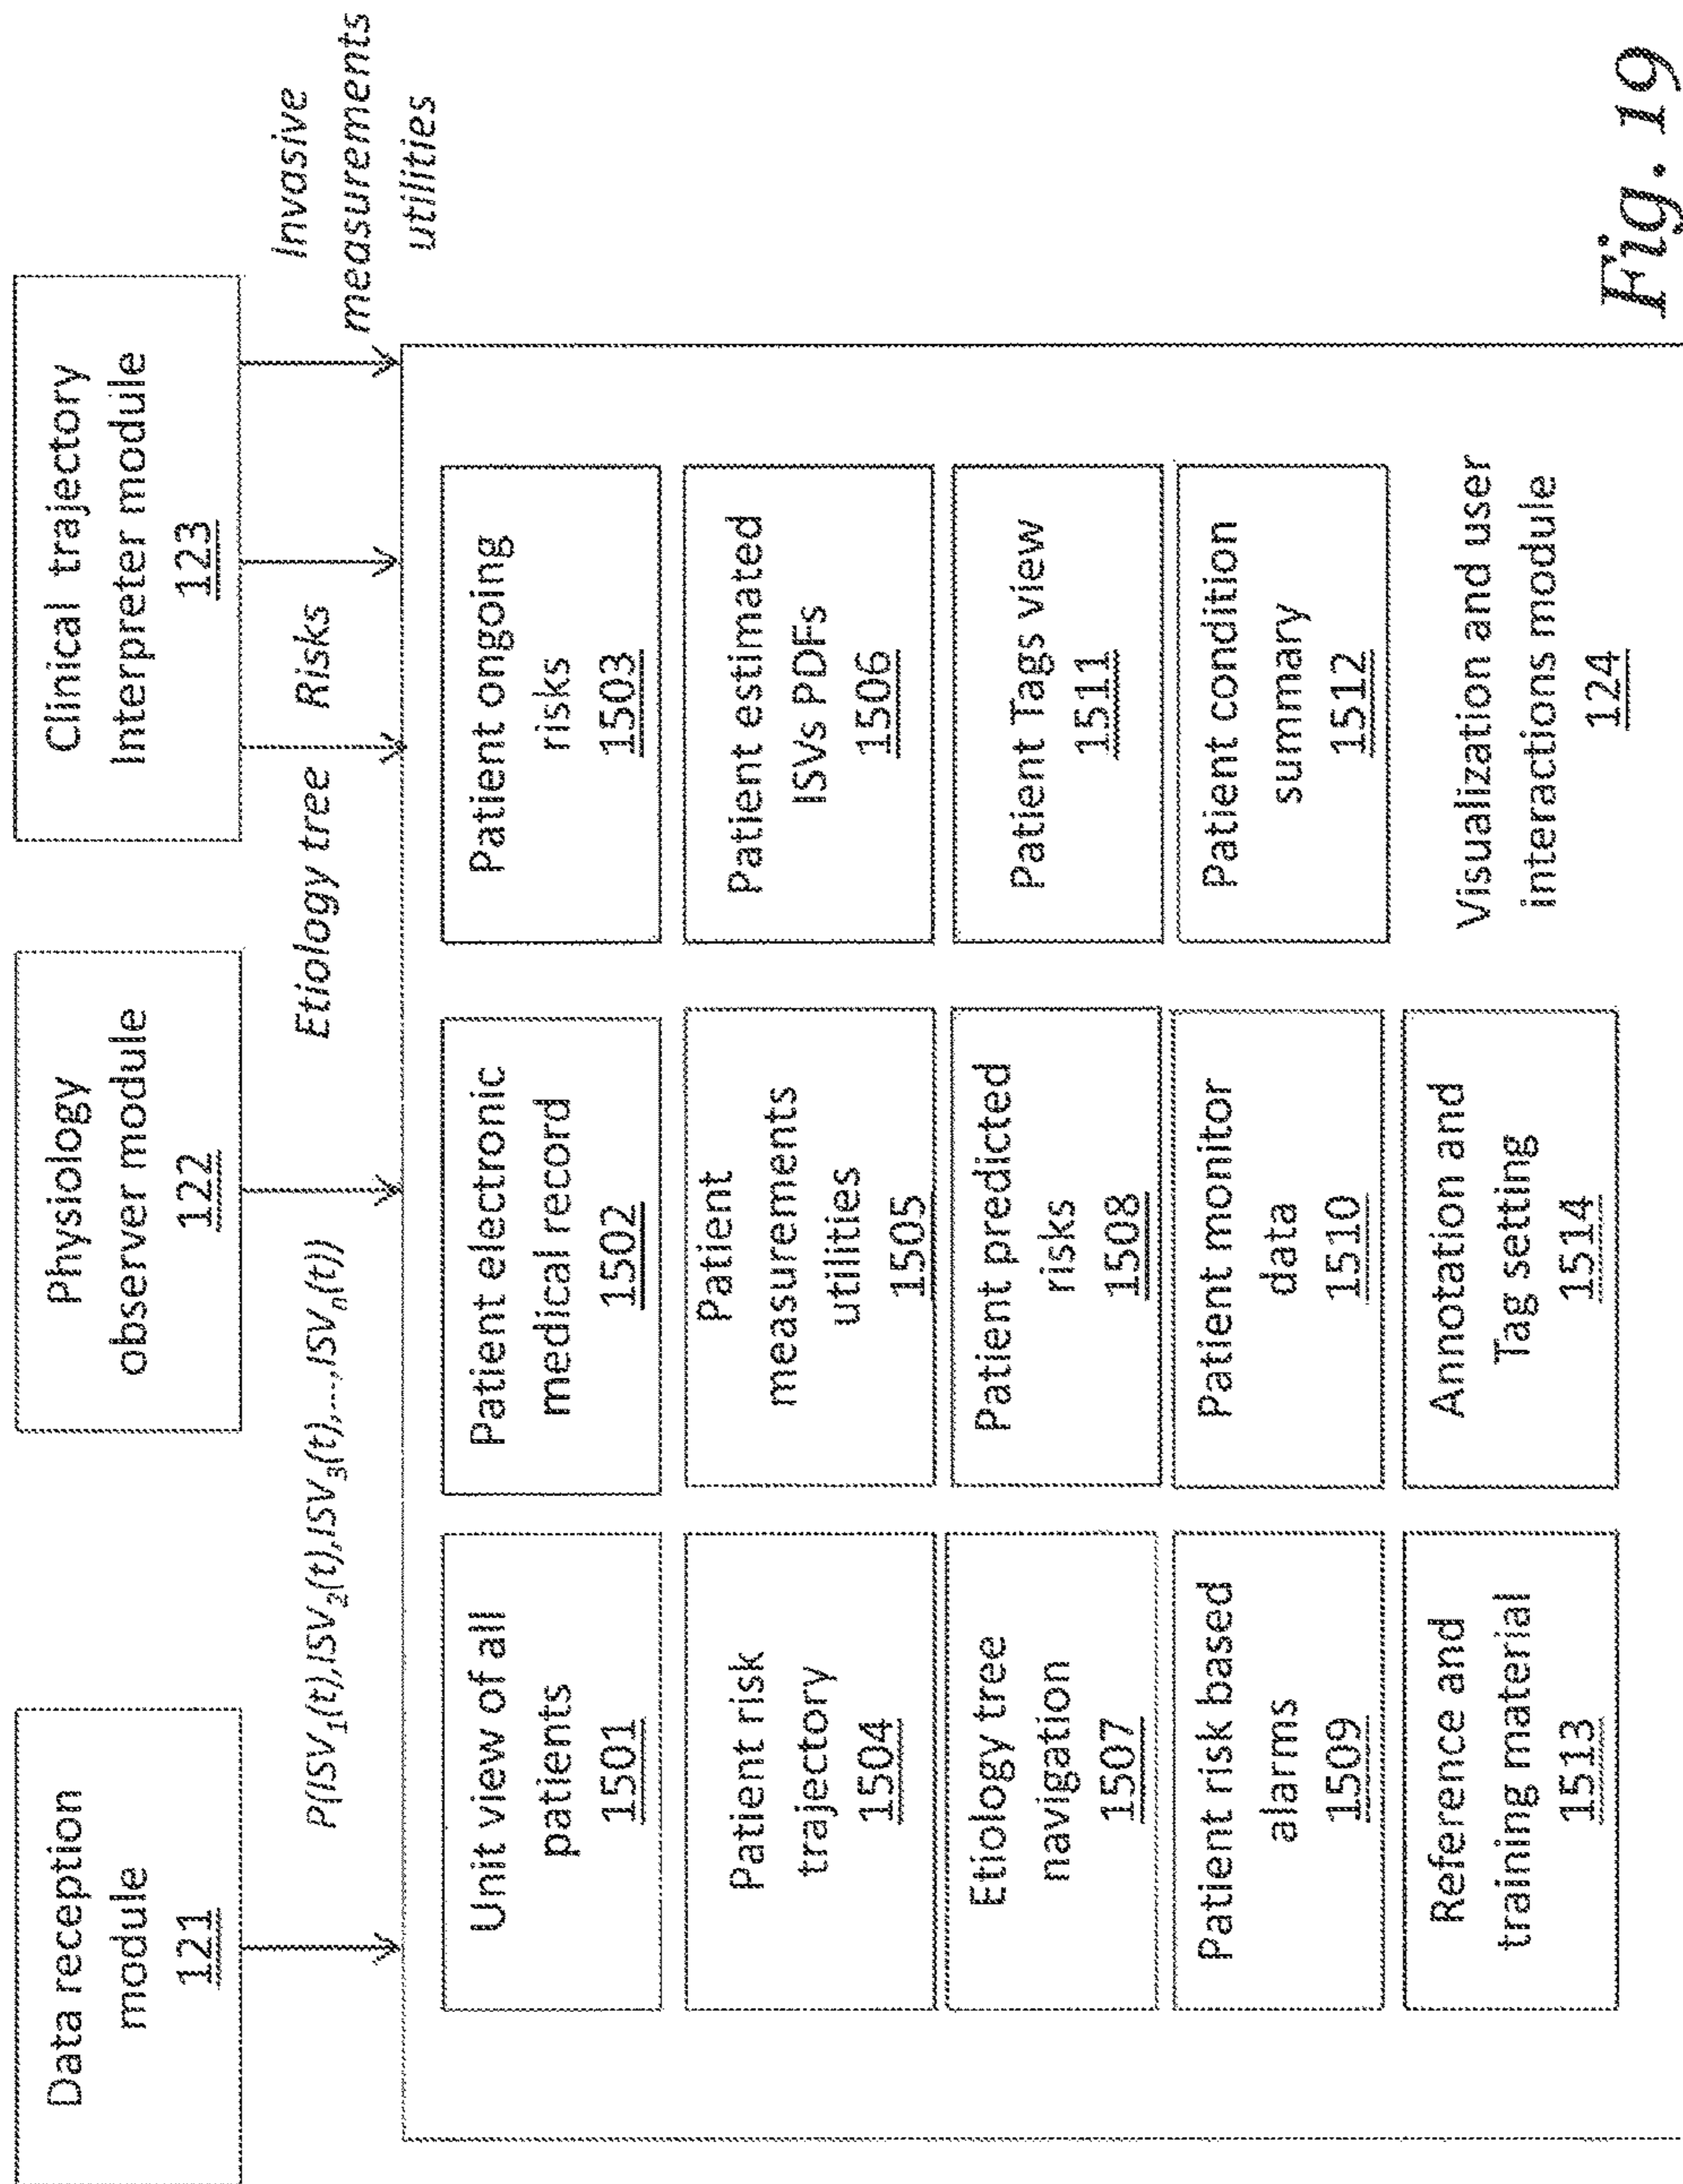 Data reception
module
121
Physiology
observer module
122
Clinical trajectory
Interpreter module
123
P(ISV₁(t),ISV₂(t),ISV₃(t),....,ISVₙ(t))
Etiology tree
Risks
Invasive
measurements
utilities
Unit view of all
patients
1501
Patient electronic
medical record
1502
Patient ongoing
risks
1503
Patient risk
trajectory
1504
Patient
measurements
utilities
1505
Patient estimated
ISVs PDFs
1506
Etiology tree
navigation
1507
Patient predicted
risks
1508
Patient Tags view
1511
Patient risk based
alarms
1509
Patient monitor
data
1510
Patient condition
summary
1512
Reference and
training material
1513
Annotation and
Tag setting
1514
Visualization and user
interactions module
124
Fig. 19